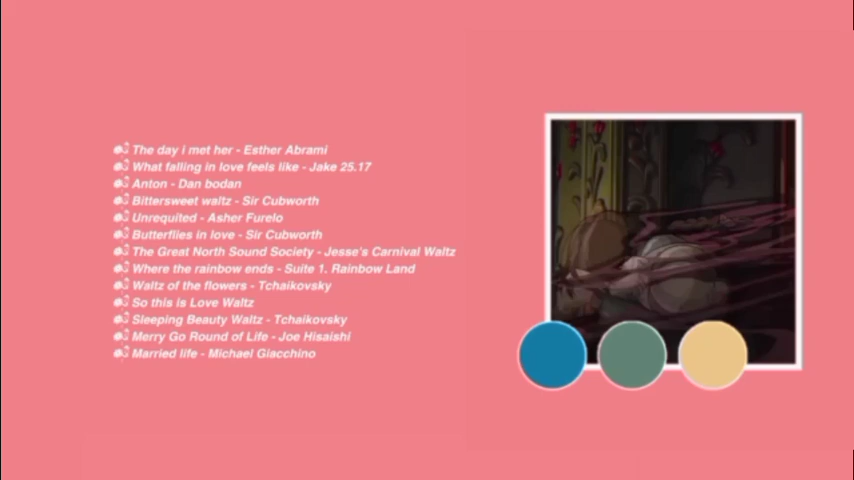 The day i met her - Esther Abrami
What falling in love feels like - Jake 25.17
Anton - Dan bodan
Bittersweet waltz - Sir Cubworth
Unrequited - Asher Furelo
Butterflies in love - Sir Cubworth
The Great North Sound Society - Jesse's Carnival Waltz
Where the rainbow ends - Suite 1. Rainbow Land
Waltz of the flowers - Tchaikovsky
So this is Love Waltz
Sleeping Beauty Waltz - Tchaikovsky
Merry Go Round of Life - Joe Hisaishi
Married life - Michael Giacchino